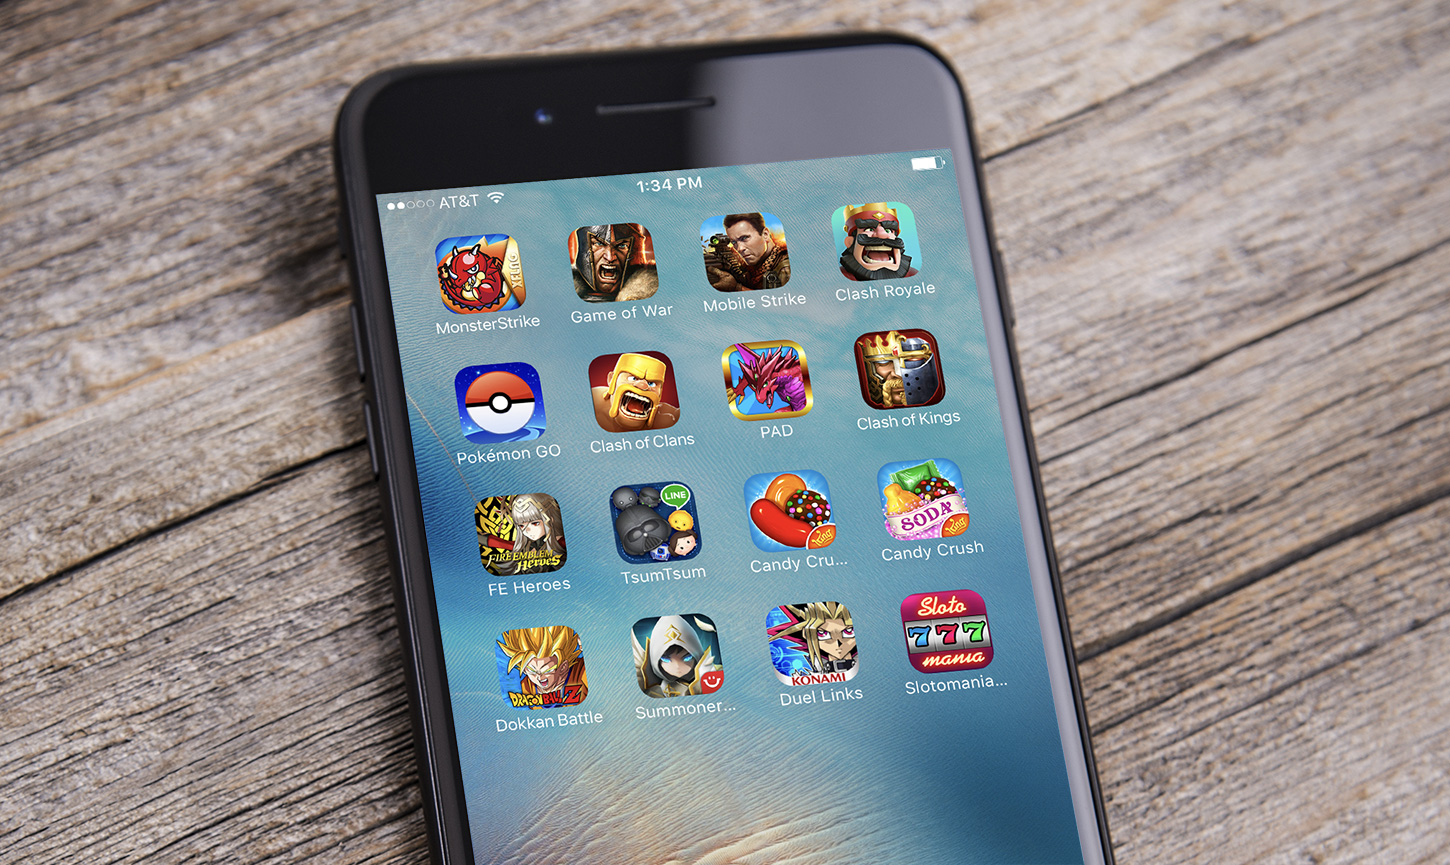 AT&T
1:34 PM
MonsterStrike
Game of War
Mobile Strike
Clash Royale
Pokémon GO
Clash of Clans
PAD
Clash of Kings
FIRE EMBLEM
Heroes
FE Heroes
LINE
TsumTsum
King
Candy Cru...
SODA
King
Candy Crush
DRAGON BALL Z
Dokkan Battle
Summoner...
KONAMI
Duel Links
Sloto
777
mania
Slotomania...